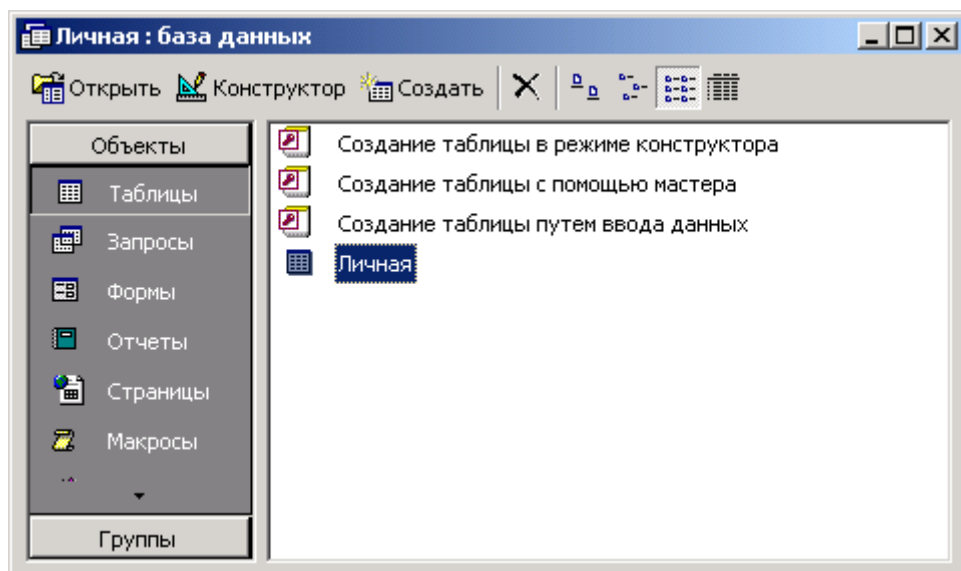 Личная : база данных
Открыть Конструктор Создать
Объекты
Таблицы
Запросы
Формы
Отчеты
Страницы
Макросы
Группы
Создание таблицы в режиме конструктора
Создание таблицы с помощью мастера
Создание таблицы путем ввода данных
Личная